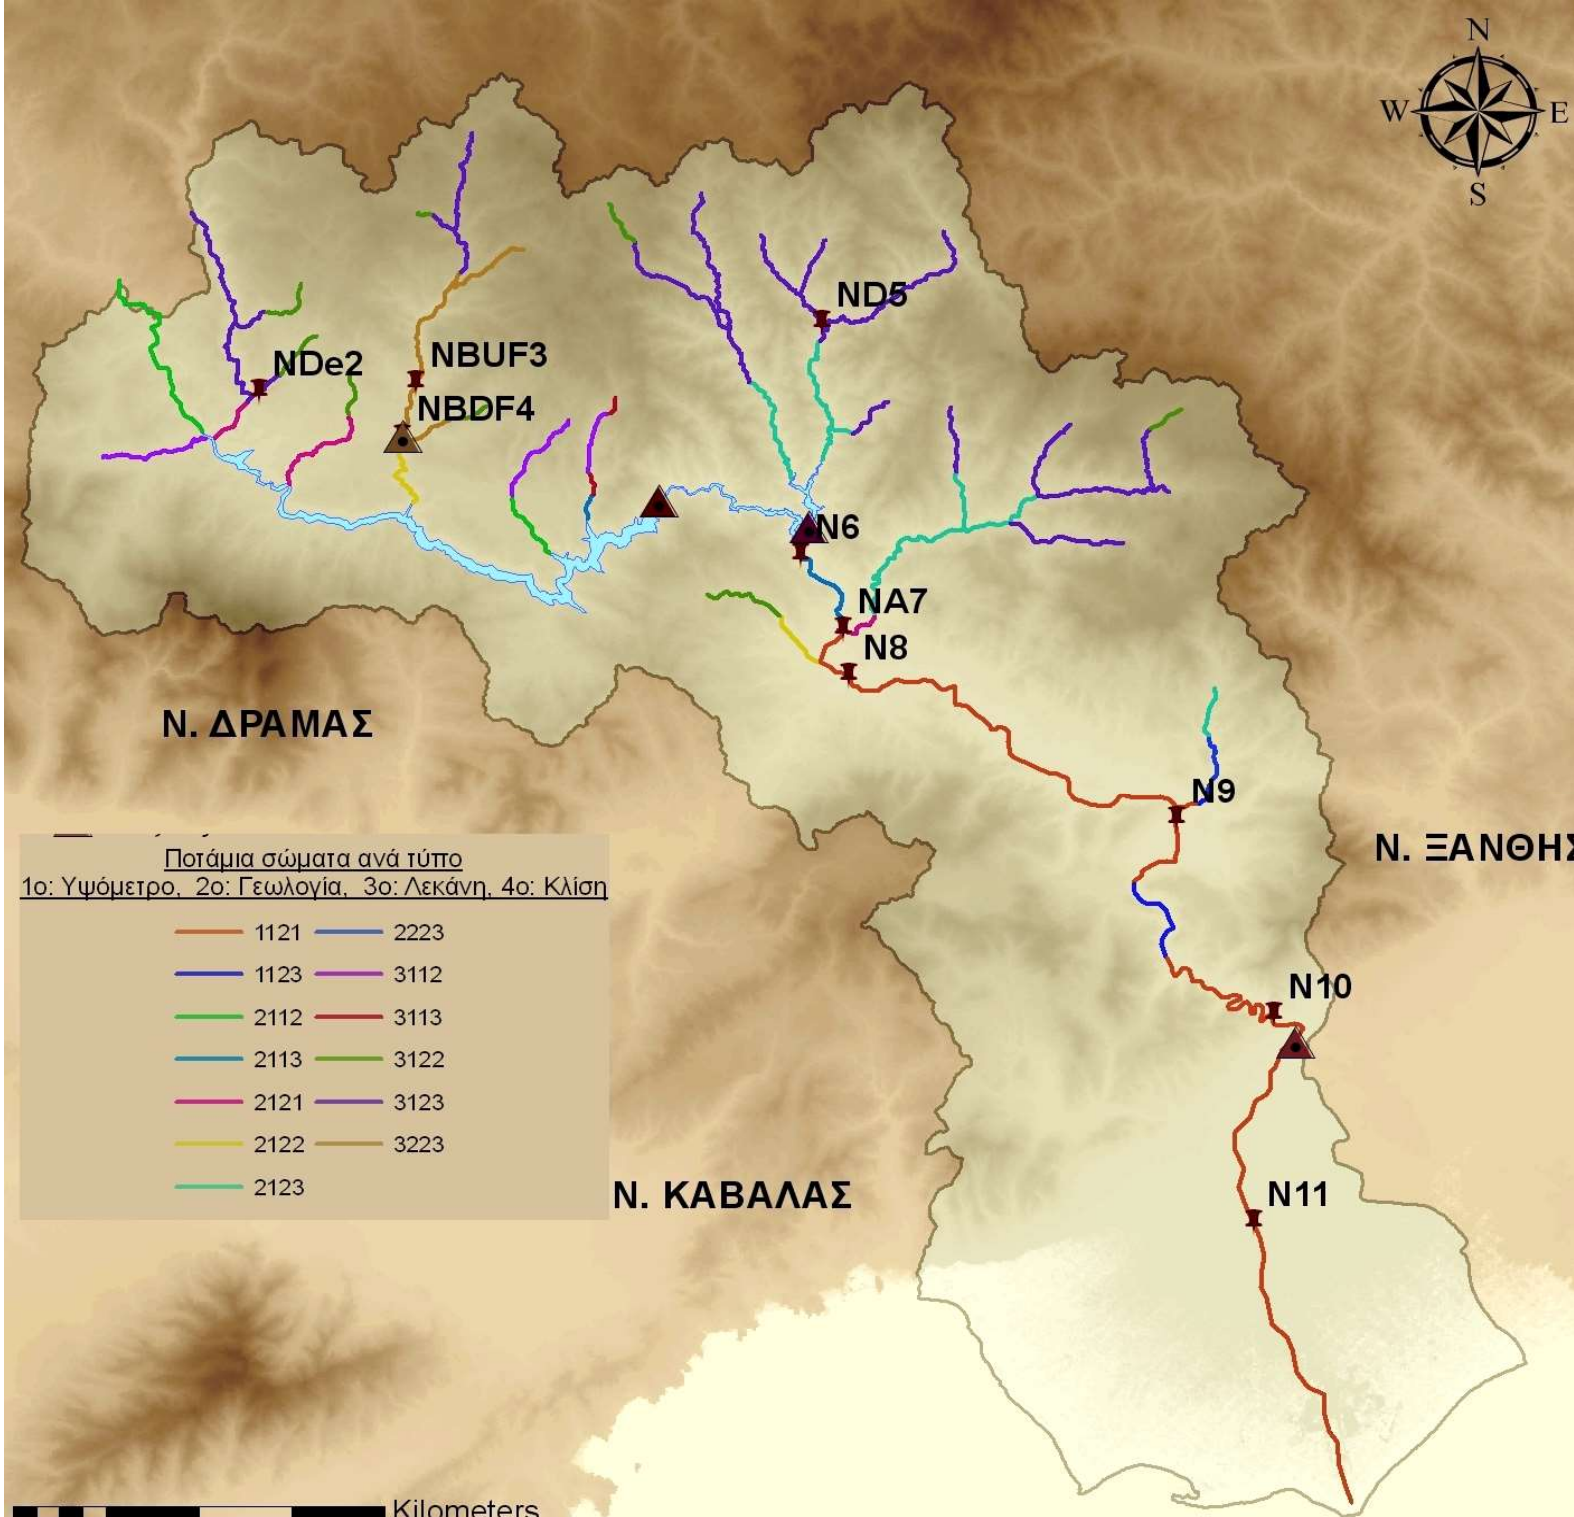 N
W
E
S
ND5
NBUF3
NDe2
NBDF4
N6
NA7
N8
Ν. ΔΡΑΜΑΣ
N9
Ν. ΞΑΝΘΗΣ
Ποτάμια σώματα ανά τύπο
1ο: Υψόμετρο, 2ο: Γεωλογία, 3ο: Λεκάνη, 4ο: Κλίση
1121 2223
1123 3112
2112 3113
2113 3122
2121 3123
2122 3223
2123
N10
Ν. ΚΑΒΑΛΑΣ
N11
Kilometers